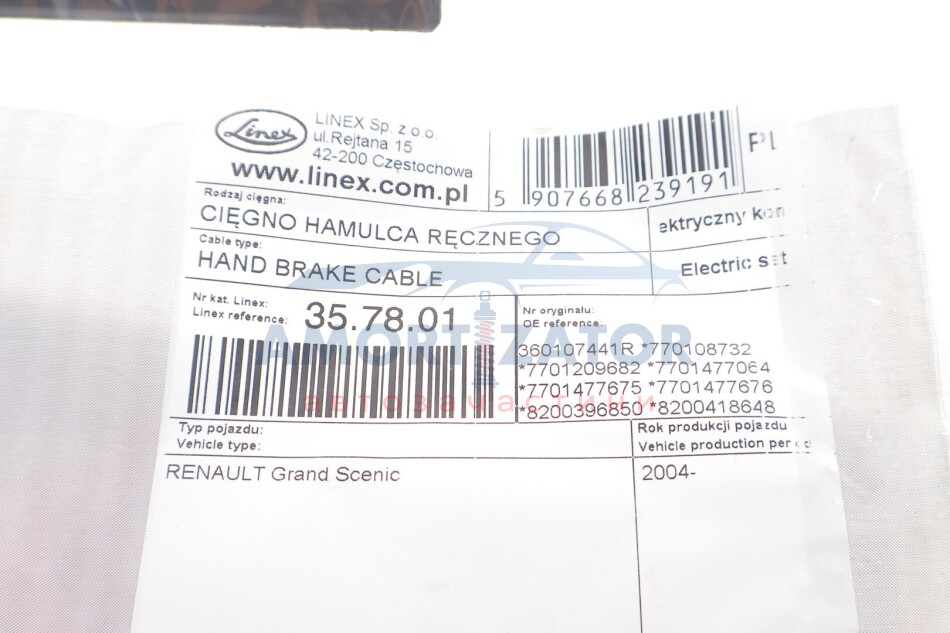 Linex
LINEX Sp. z o.o.
ul.Rejtana 15
42-200 Częstochowa
www.linex.com.pl
5 907668 239191
Pl
Rodzaj cięgna:
CIĘGNO HAMULCA RĘCZNEGO
ektryczny kon
Cable type:
HAND BRAKE CABLE
Electric set
Nr kat. Linex:
Linex reference: 35.78.01
Nr oryginału:
OE reference:
360107441R *770108732
*7701209682 *7701477064
*7701477675 *7701477676
*8200396850 *8200418648
AMORTIZATOR
автозапчастини
Typ pojazdu:
Vehicle type:
Rok produkcji pojazdu
Vehicle production per
RENAULT Grand Scenic
2004-